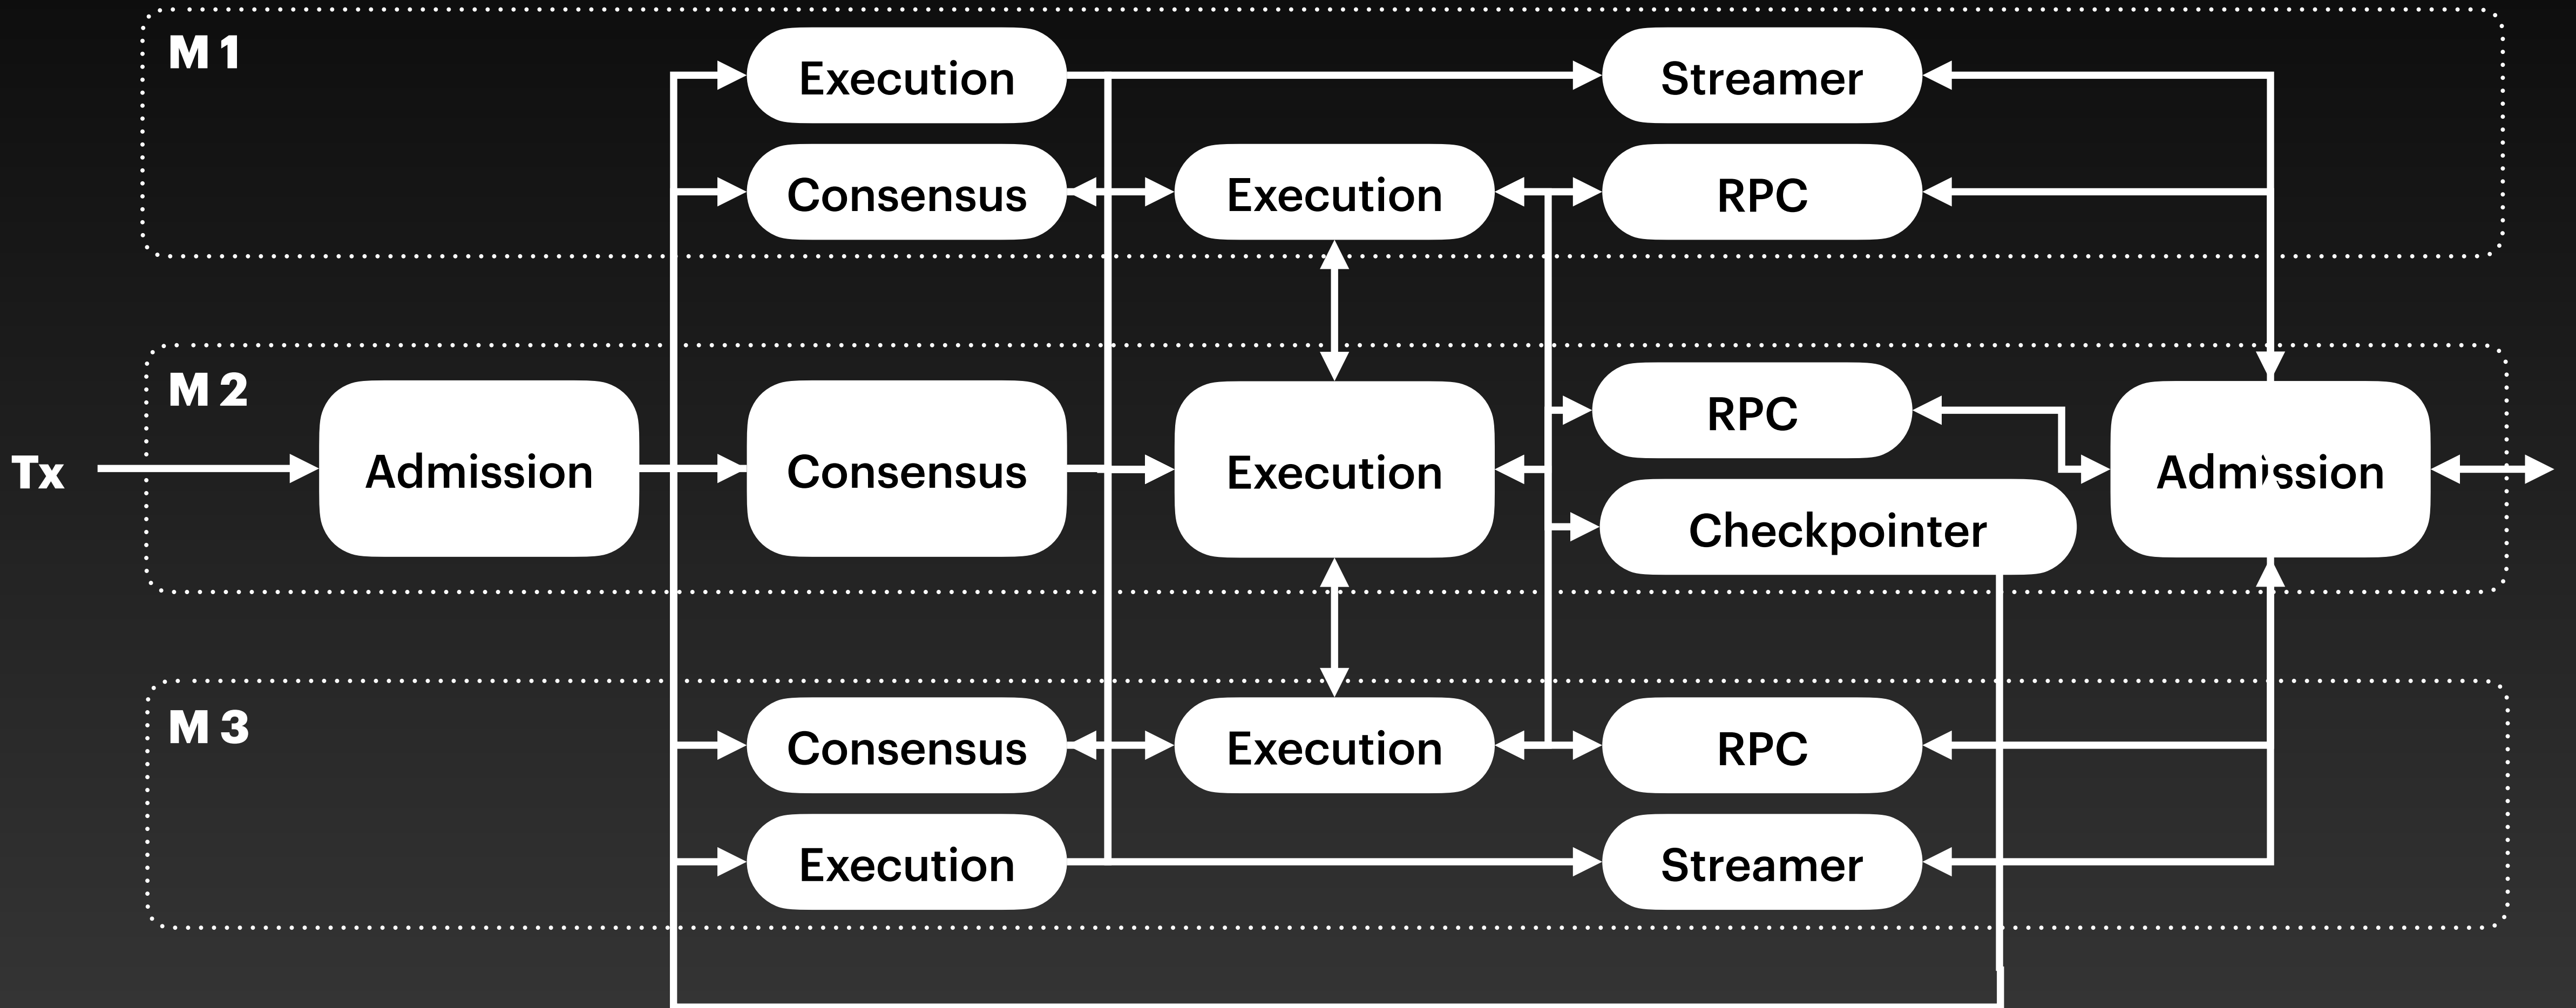 M 1
Execution
Streamer
Consensus
Execution
RPC
M 2
RPC
Tx
Admission
Consensus
Execution
Admission
Checkpointer
M 3
Consensus
Execution
RPC
Execution
Streamer